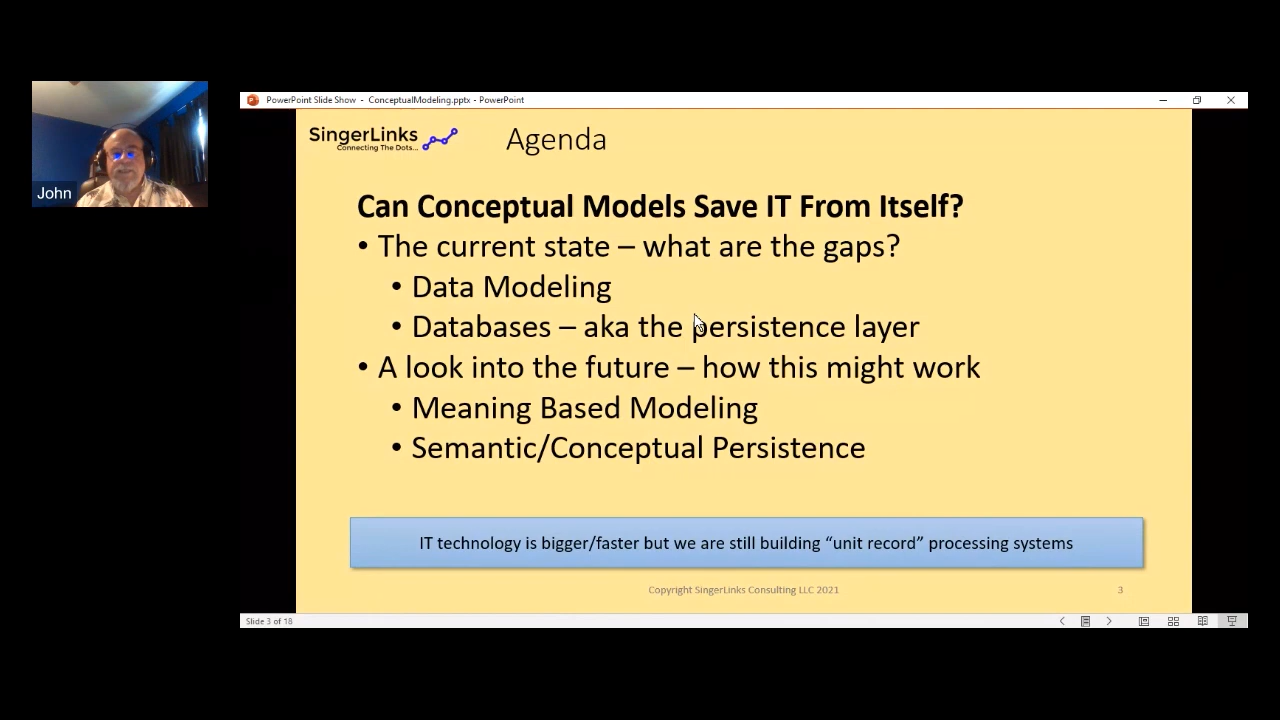 PowerPoint Slide Show - ConceptualModeling.pptx - PowerPoint
John
SingerLinks
Connecting The Dots...
Agenda
Can Conceptual Models Save IT From Itself?
• The current state – what are the gaps?
• Data Modeling
• Databases – aka the persistence layer
• A look into the future – how this might work
• Meaning Based Modeling
• Semantic/Conceptual Persistence
IT technology is bigger/faster but we are still building “unit record” processing systems
Copyright SingerLinks Consulting LLC 2021
3
Slide 3 of 18